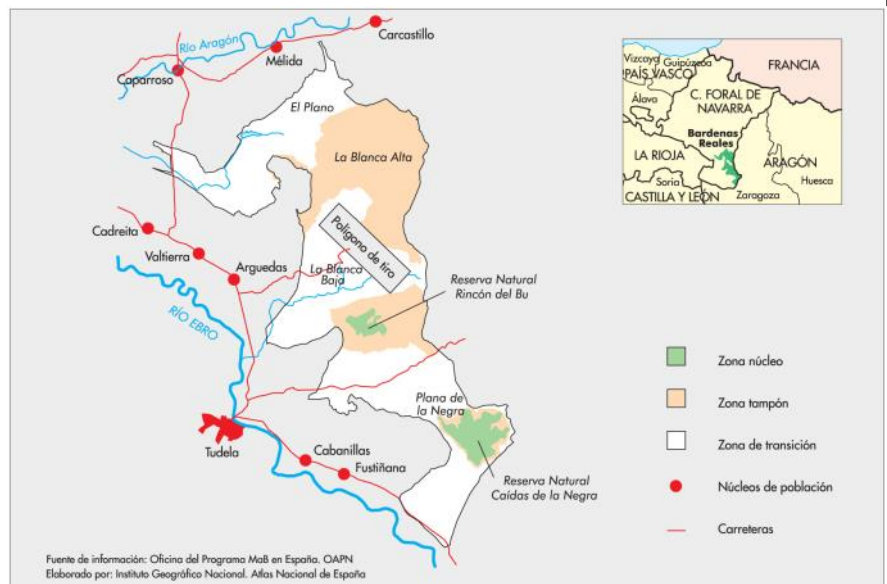 Carcastillo
Río Aragón
Mélida
Caparroso
El Plano
La Blanca Alta
Polígono de tiro
Cadreita
Valtierra
Arguedas
La Blanca
Baja
Reserva Natural
Rincón del Bu
RÍO EBRO
Plana de
la Negra
Tudela
Cabanillas
Fustiñana
Reserva Natural
Caídas de la Negra
Vizcaya
Guipúzcoa
FRANCIA
PAÍS VASCO
Álava
C. FORAL DE
NAVARRA
Bardenas
Reales
LA RIOJA
ARAGÓN
Soria
Huesca
CASTILLA Y LEÓN
Zaragoza
Zona núcleo
Zona tampón
Zona de transición
Núcleos de población
Carreteras
Fuente de información: Oficina del Programa MaB en España. OAPN
Elaborado por: Instituto Geográfico Nacional. Atlas Nacional de España